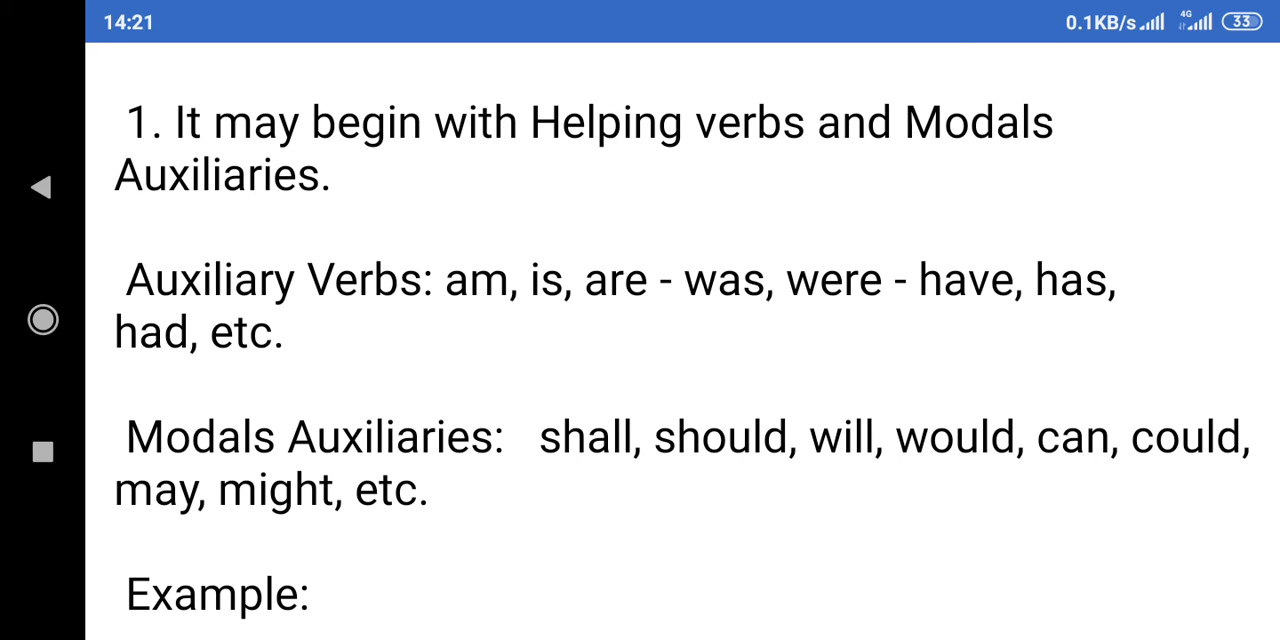 14:21 0.1KB/s 4G 33
1. It may begin with Helping verbs and Modals
Auxiliaries.
Auxiliary Verbs: am, is, are - was, were - have, has,
had, etc.
Modals Auxiliaries: shall, should, will, would, can, could,
may, might, etc.
Example: